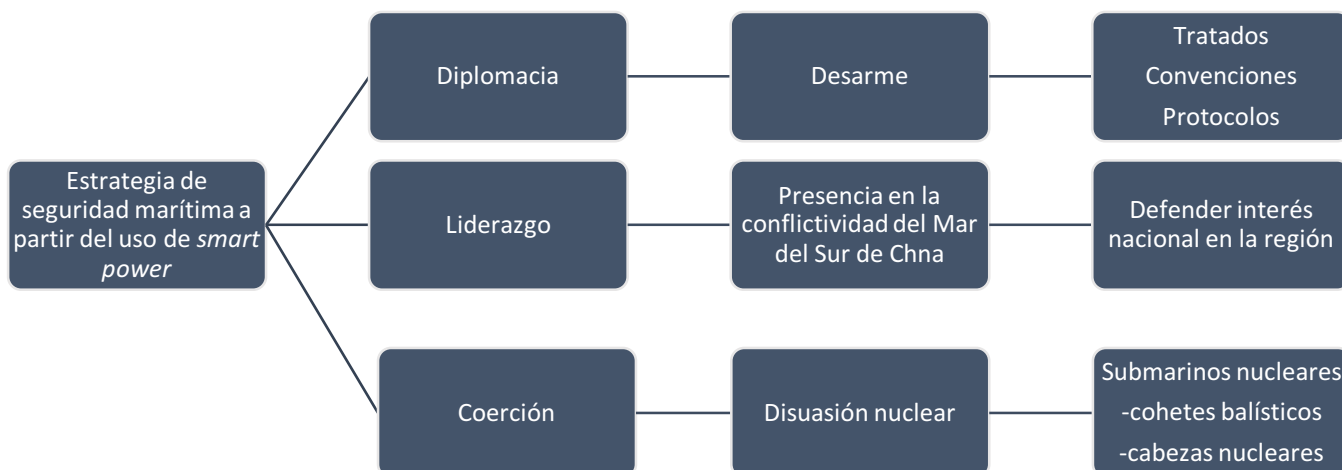 Estrategia de
seguridad marítima a
partir del uso de smart
power
Diplomacia
Desarme
Tratados
Convenciones
Protocolos
Liderazgo
Presencia en la
conflictividad del Mar
del Sur de Chna
Defender interés
nacional en la región
Coerción
Disuasión nuclear
Submarinos nucleares
-cohetes balísticos
-cabezas nucleares